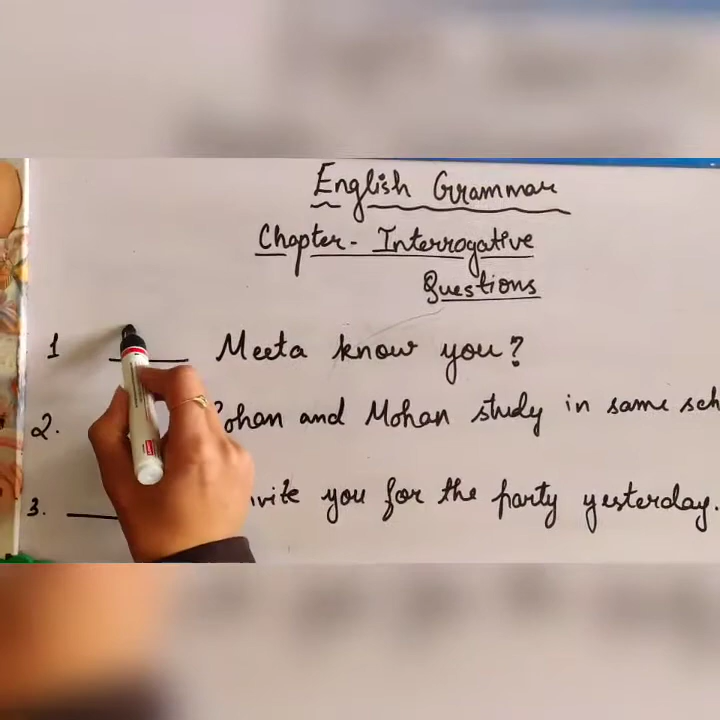 English Grammar
Chapter- Interrogative
Questions
1 ____ Meeta know you?
2. and Mohan study in same
3. ____ you for the party yesterday.